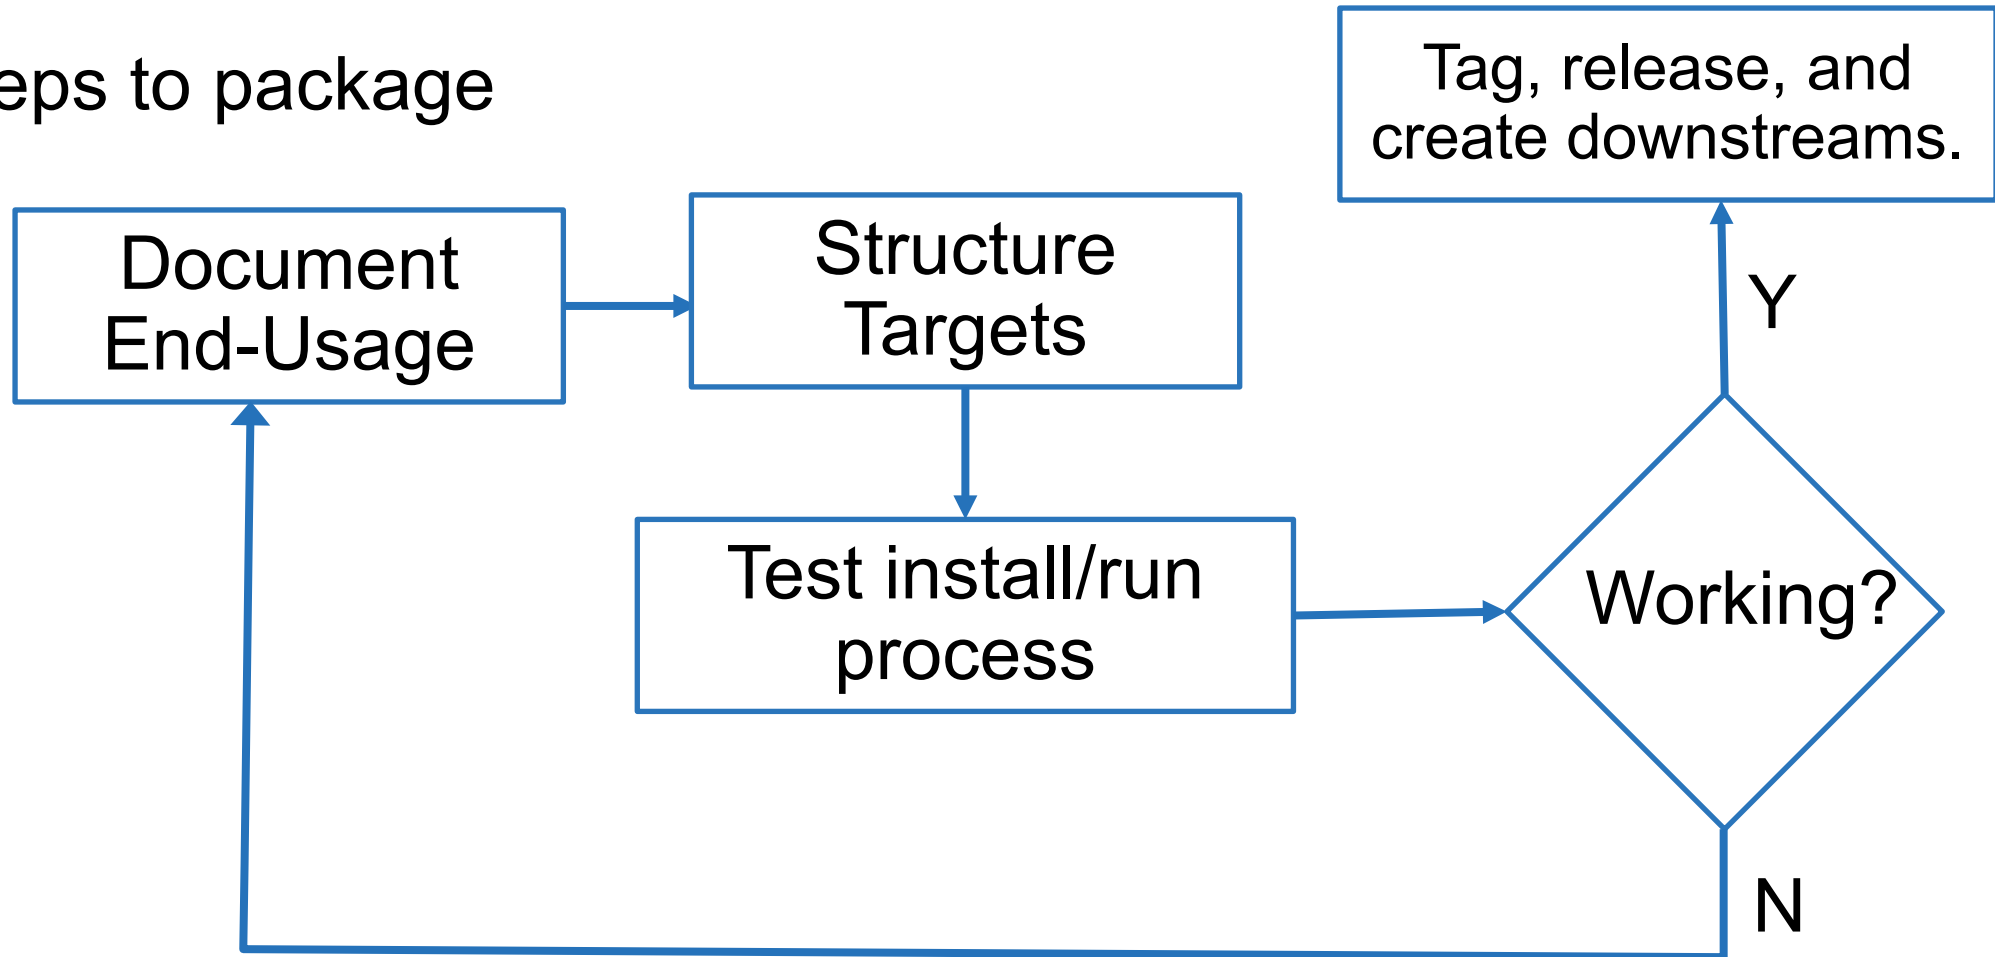 eps to package
Document
End-Usage
Structure
Targets
Test install/run
process
Working?
Y
Tag, release, and
create downstreams.
N